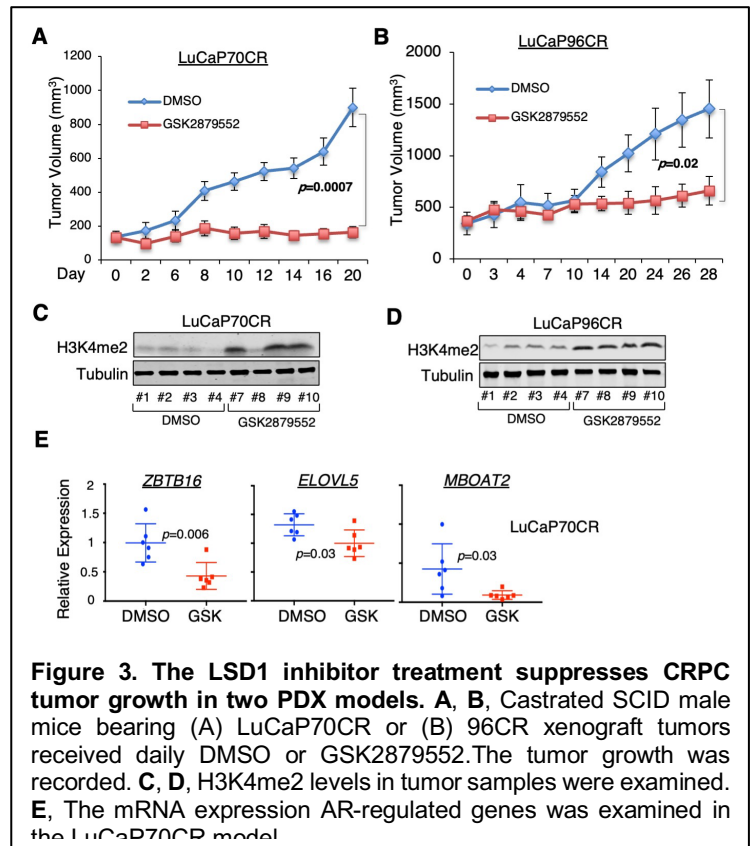 A
LuCaP70CR
Tumor Volume (mm³)
1200
1000
800
600
400
200
0
DMSO
GSK2879552
p=0.0007
Day 0 2 6 8 10 12 14 16 20
B
LuCaP96CR
Tumor Volume (mm³)
2000
1500
1000
500
0
DMSO
GSK2879552
p=0.02
0 3 4 7 10 14 20 24 26 28
C
LuCaP70CR
H3K4me2
Tubulin
#1 #2 #3 #4 #7 #8 #9 #10
DMSO GSK2879552
D
LuCaP96CR
H3K4me2
Tubulin
#1 #2 #3 #4 #7 #8 #9 #10
DMSO GSK2879552
E
Relative Expression
2
1.5
1
0.5
0
ZBTB16
p=0.006
DMSO GSK
ELOVL5
p=0.03
DMSO GSK
MBOAT2
LuCaP70CR
p=0.03
DMSO GSK
Figure 3. The LSD1 inhibitor treatment suppresses CRPC
tumor growth in two PDX models. A, B, Castrated SCID male
mice bearing (A) LuCaP70CR or (B) 96CR xenograft tumors
received daily DMSO or GSK2879552.The tumor growth was
recorded. C, D, H3K4me2 levels in tumor samples were examined.
E, The mRNA expression AR-regulated genes was examined in
the LuCaP70CR model